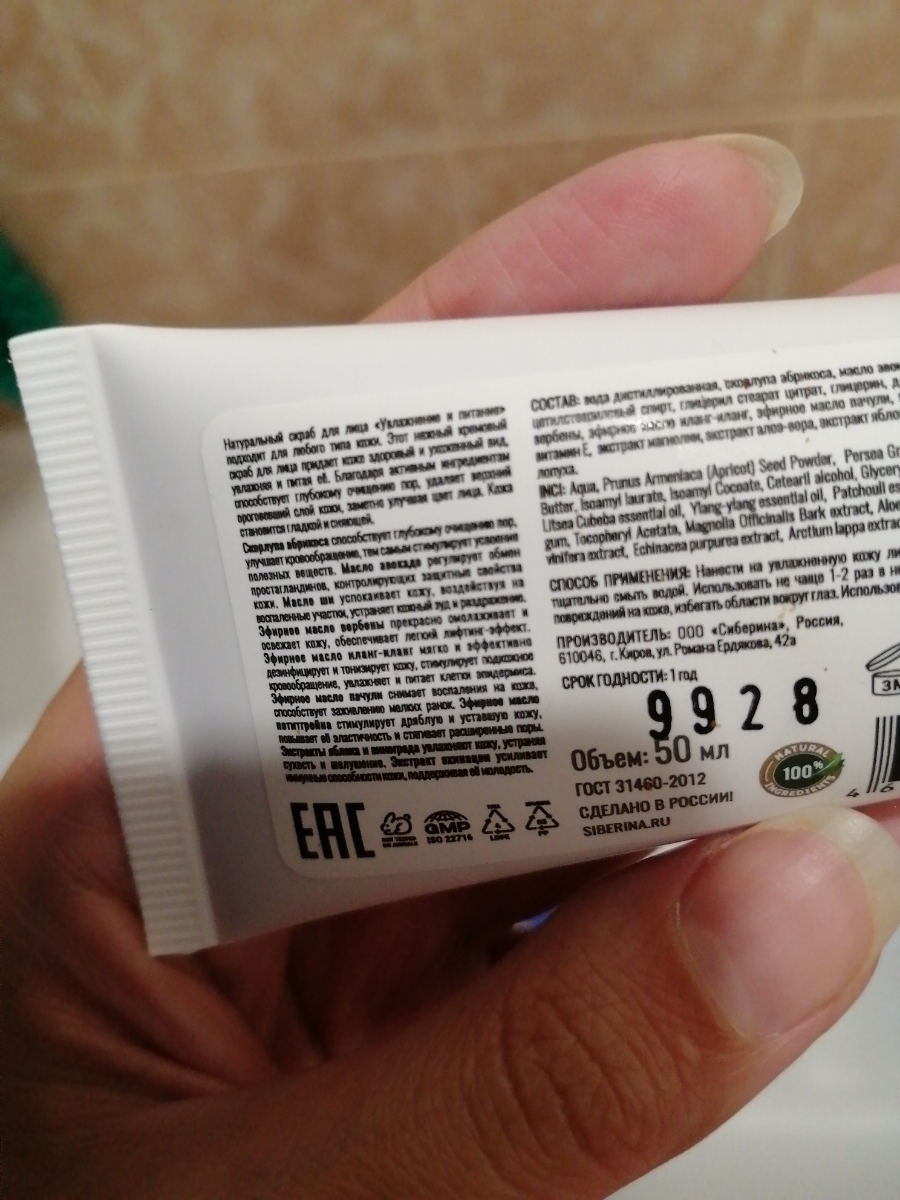 Натуральный скраб для лица «Увлажнение и питание»
подходит для любого типа кожи. Этот нежный кремовый
скраб для лица придает коже здоровый и ухоженный вид,
увлажняя и питая её. Благодаря активным ингредиентам
способствует глубокому очищению пор, удаляет верхний
ороговевший слой кожи, заметно улучшая цвет лица. Кожа
становится гладкой и сияющей.
Скорлупа абрикоса способствует глубокому очищению пор,
улучшает кровообращение, тем самым стимулирует усвоение
полезных веществ. Масло авокадо регулирует обмен
простагландинов, контролирующих защитные свойства
кожи. Масло ши успокаивает кожу, воздействуя на
воспаленные участки, устраняет кожный зуд и раздражение.
Эфирное масло вербены прекрасно омолаживает и
освежает кожу, обеспечивает легкий лифтинг-эффект.
Эфирное масло иланг-иланг мягко и эффективно
дезинфицирует и тонизирует кожу, стимулирует подкожное
кровообращение, увлажняет и питает клетки эпидермиса.
Эфирное масло пачули снимает воспаления на коже,
способствует заживлению мелких ранок. Эфирное масло
петитгрейна стимулирует дряблую и уставшую кожу,
повышает её эластичность и стягивает расширенные поры.
Экстракты яблока и винограда увлажняют кожу, устраняя
сухость и шелушение. Экстракт эхинацеи усиливает
иммунные способности кожи, поддерживая её молодость.
EAC
GMP
ISO 22716
LDPE
PP
СОСТАВ: вода дистиллированная, скорлупа абрикоса, масло
цетилстеариловый спирт, глицерил стеарат цитрат, глицерин,
вербены, эфирное масло иланг-иланг, эфирное масло пачули,
витамин Е, экстракт магнолии, экстракт алоэ-вера, экстракт
лопуха.
INCI: Aqua, Prunus Armeniaca (Apricot) Seed Powder, Persea
Butter, Isoamyl laurate, Isoamyl Cocoate, Cetearil alcohol,
Litsea Cubeba essential oil, Ylang-ylang essential oil, Patchouli
gum, Tocopheryl Acetata, Magnolia Officinalis Bark extract,
vinifera extract, Echinacea purpurea extract, Arctium lappa
СПОСОБ ПРИМЕНЕНИЯ: Нанести на увлажненную кожу
тщательно смыть водой. Использовать не чаще 1-2 раз в
повреждений на коже, избегать области вокруг глаз.
ПРОИЗВОДИТЕЛЬ: ООО «Сиберина», Россия,
610046, г. Киров, ул. Романа Ердякова, 42а
СРОК ГОДНОСТИ: 1 год
9928
Объем: 50 мл
ГОСТ 31460-2012
СДЕЛАНО В РОССИИ!
SIBERINA.RU
NATURAL
100%
INGREDIENTS
4 6